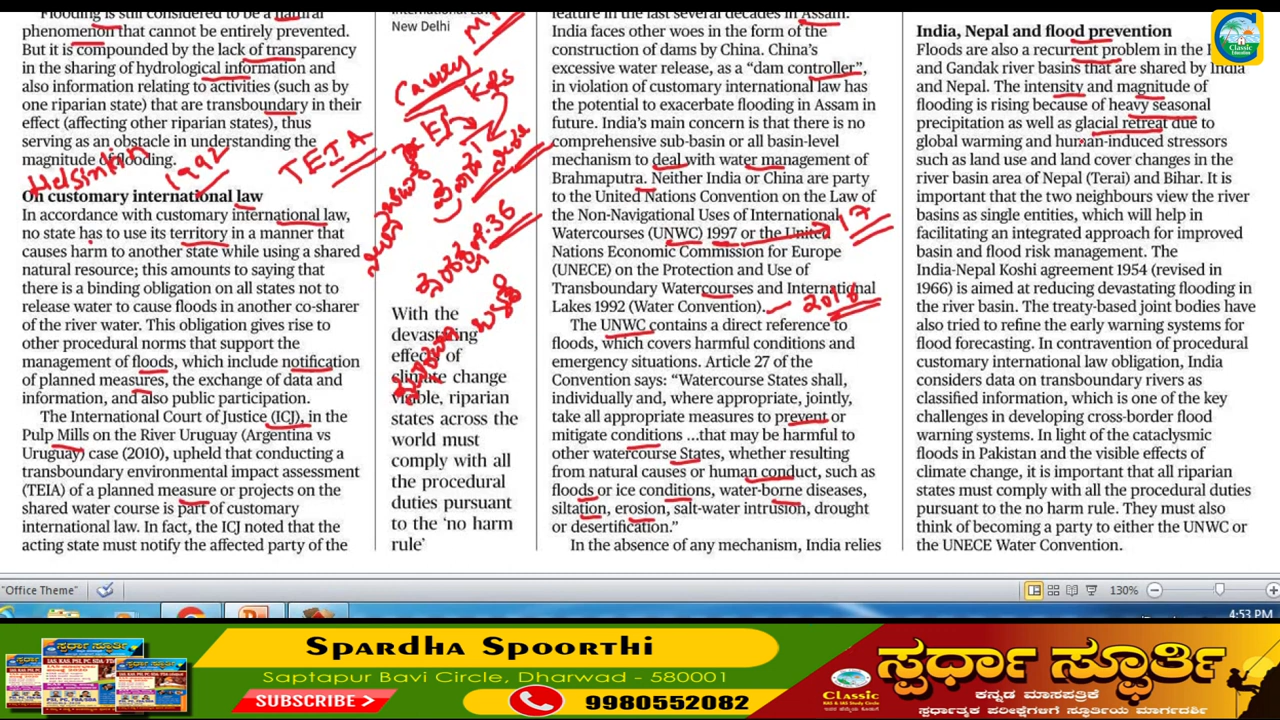 Flooding is still considered to be a natural
phenomenon that cannot be entirely prevented.
But it is compounded by the lack of transparency
in the sharing of hydrological information and
also information relating to activities (such as by
one riparian state) that are transboundary in their
effect (affecting other riparian states), thus
serving as an obstacle in understanding the
magnitude of flooding.
Helsinkin 1992 TEIA
On customary international law
In accordance with customary international law,
no state has to use its territory in a manner that
causes harm to another state while using a shared
natural resource; this amounts to saying that
there is a binding obligation on all states not to
release water to cause floods in another co-sharer
of the river water. This obligation gives rise to
other procedural norms that support the
management of floods, which include notification
of planned measures, the exchange of data and
information, and also public participation.
The International Court of Justice (ICJ), in the
Pulp Mills on the River Uruguay (Argentina vs
Uruguay) case (2010), upheld that conducting a
transboundary environmental impact assessment
(TEIA) of a planned measure or projects on the
shared water course is part of customary
international law. In fact, the ICJ noted that the
acting state must notify the affected party of the
New Delhi
Cauvery
36
With the
devastating
effects of
climate change
visible, riparian
states across the
world must
comply with all
the procedural
duties pursuant
to the ‘no harm
rule’
feature in the last several decades in Assam.
India faces other woes in the form of the
construction of dams by China. China’s
excessive water release, as a “dam controller”,
in violation of customary international law has
the potential to exacerbate flooding in Assam in
future. India’s main concern is that there is no
comprehensive sub-basin or all basin-level
mechanism to deal with water management of
Brahmaputra. Neither India or China are party
to the United Nations Convention on the Law of
the Non-Navigational Uses of International
Watercourses (UNWC) 1997 or the United
17
Nations Economic Commission for Europe
(UNECE) on the Protection and Use of
Transboundary Watercourses and International
Lakes 1992 (Water Convention).
2016
The UNWC contains a direct reference to
floods, which covers harmful conditions and
emergency situations. Article 27 of the
Convention says: “Watercourse States shall,
individually and, where appropriate, jointly,
take all appropriate measures to prevent or
mitigate conditions …that may be harmful to
other watercourse States, whether resulting
from natural causes or human conduct, such as
floods or ice conditions, water-borne diseases,
siltation, erosion, salt-water intrusion, drought
or desertification.”
In the absence of any mechanism, India relies
India, Nepal and flood prevention
Floods are also a recurrent problem in the
and Gandak river basins that are shared by India
and Nepal. The intensity and magnitude of
flooding is rising because of heavy seasonal
precipitation as well as glacial retreat due to
global warming and human-induced stressors
such as land use and land cover changes in the
river basin area of Nepal (Terai) and Bihar. It is
important that the two neighbours view the river
basins as single entities, which will help in
facilitating an integrated approach for improved
basin and flood risk management. The
India-Nepal Koshi agreement 1954 (revised in
1966) is aimed at reducing devastating flooding in
the river basin. The treaty-based joint bodies have
also tried to refine the early warning systems for
flood forecasting. In contravention of procedural
customary international law obligation, India
considers data on transboundary rivers as
classified information, which is one of the key
challenges in developing cross-border flood
warning systems. In light of the cataclysmic
floods in Pakistan and the visible effects of
climate change, it is important that all riparian
states must comply with all the procedural duties
pursuant to the no harm rule. They must also
think of becoming a party to either the UNWC or
the UNECE Water Convention.
Classic
Education
"Office Theme"
130%
4:53 PM
Spardha Spoorthi
Saptapur Bavi Circle, Dharwad - 580001
SUBSCRIBE
9980552082
ಸ್ಪರ್ಧಾ ಸ್ಫೂರ್ತಿ
ಕನ್ನಡ ಮಾಸಪತ್ರಿಕೆ
ಸ್ಪರ್ಧಾತ್ಮಕ ಪರೀಕ್ಷೆಗಳಿಗೆ ಸ್ಫೂರ್ತಿಯ ಮಾರ್ಗದರ್ಶಿ
Classic
KAS & IAS Study Circle